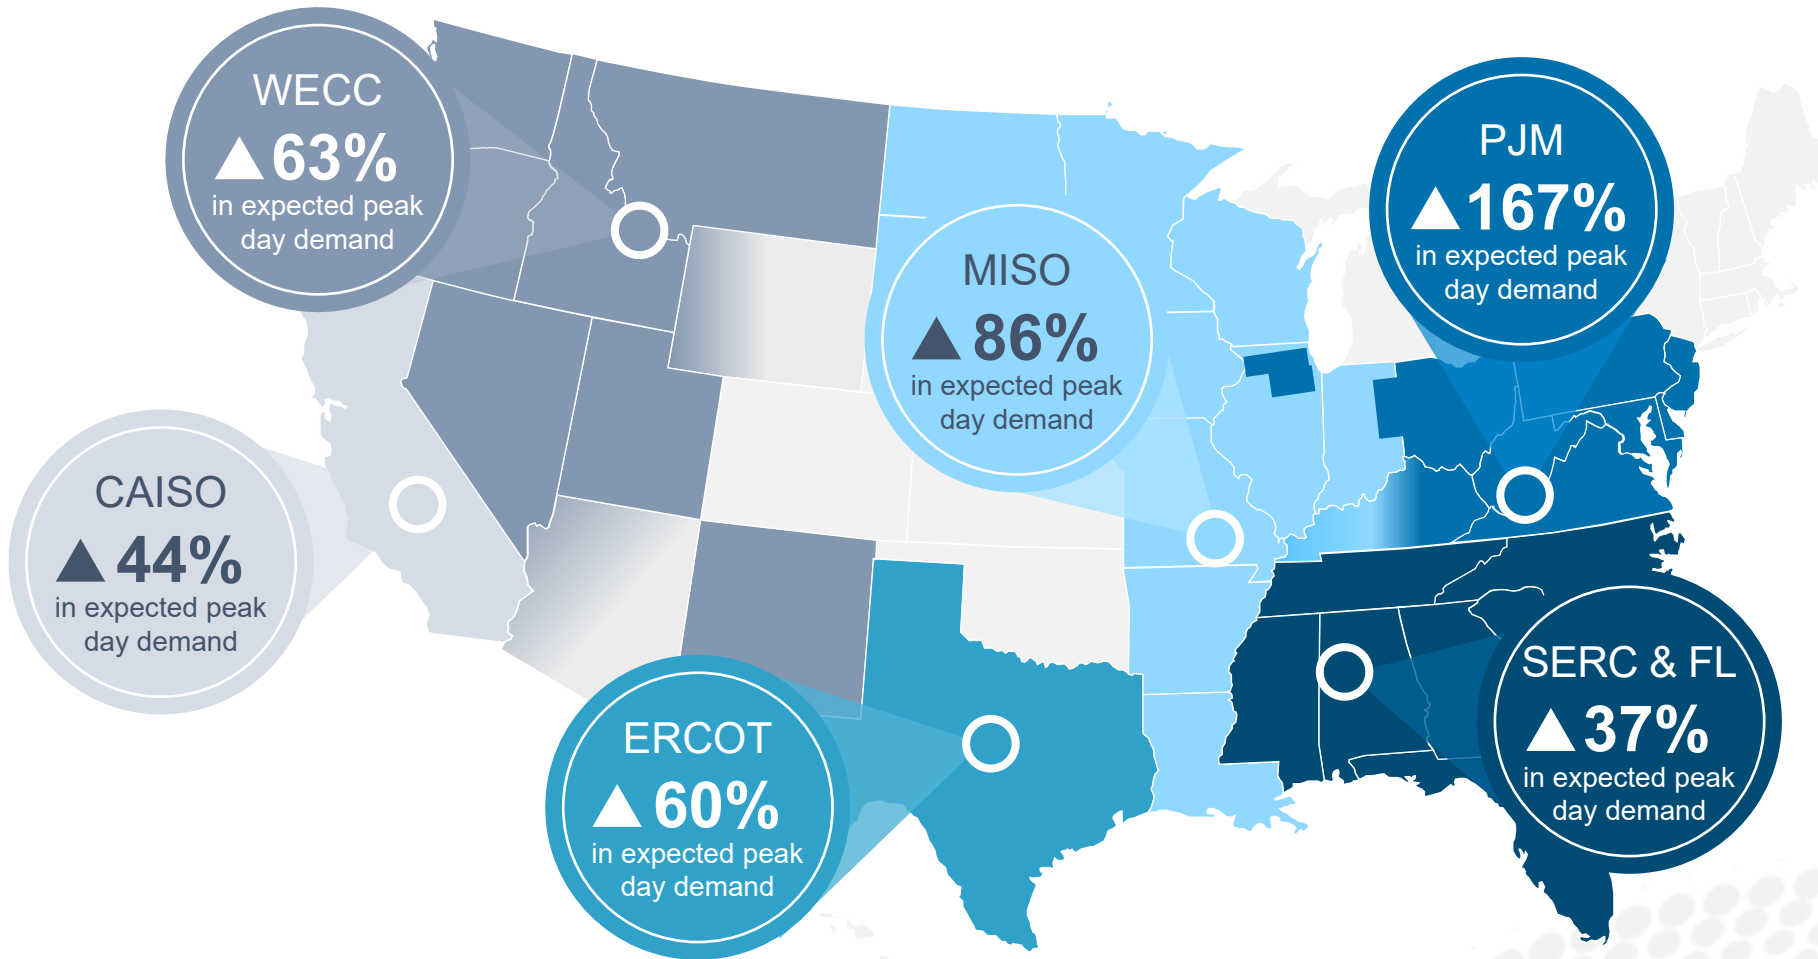 WECC
▲63%
in expected peak
day demand
PJM
▲167%
in expected peak
day demand
MISO
▲86%
in expected peak
day demand
CAISO
▲44%
in expected peak
day demand
ERCOT
▲60%
in expected peak
day demand
SERC & FL
▲37%
in expected peak
day demand